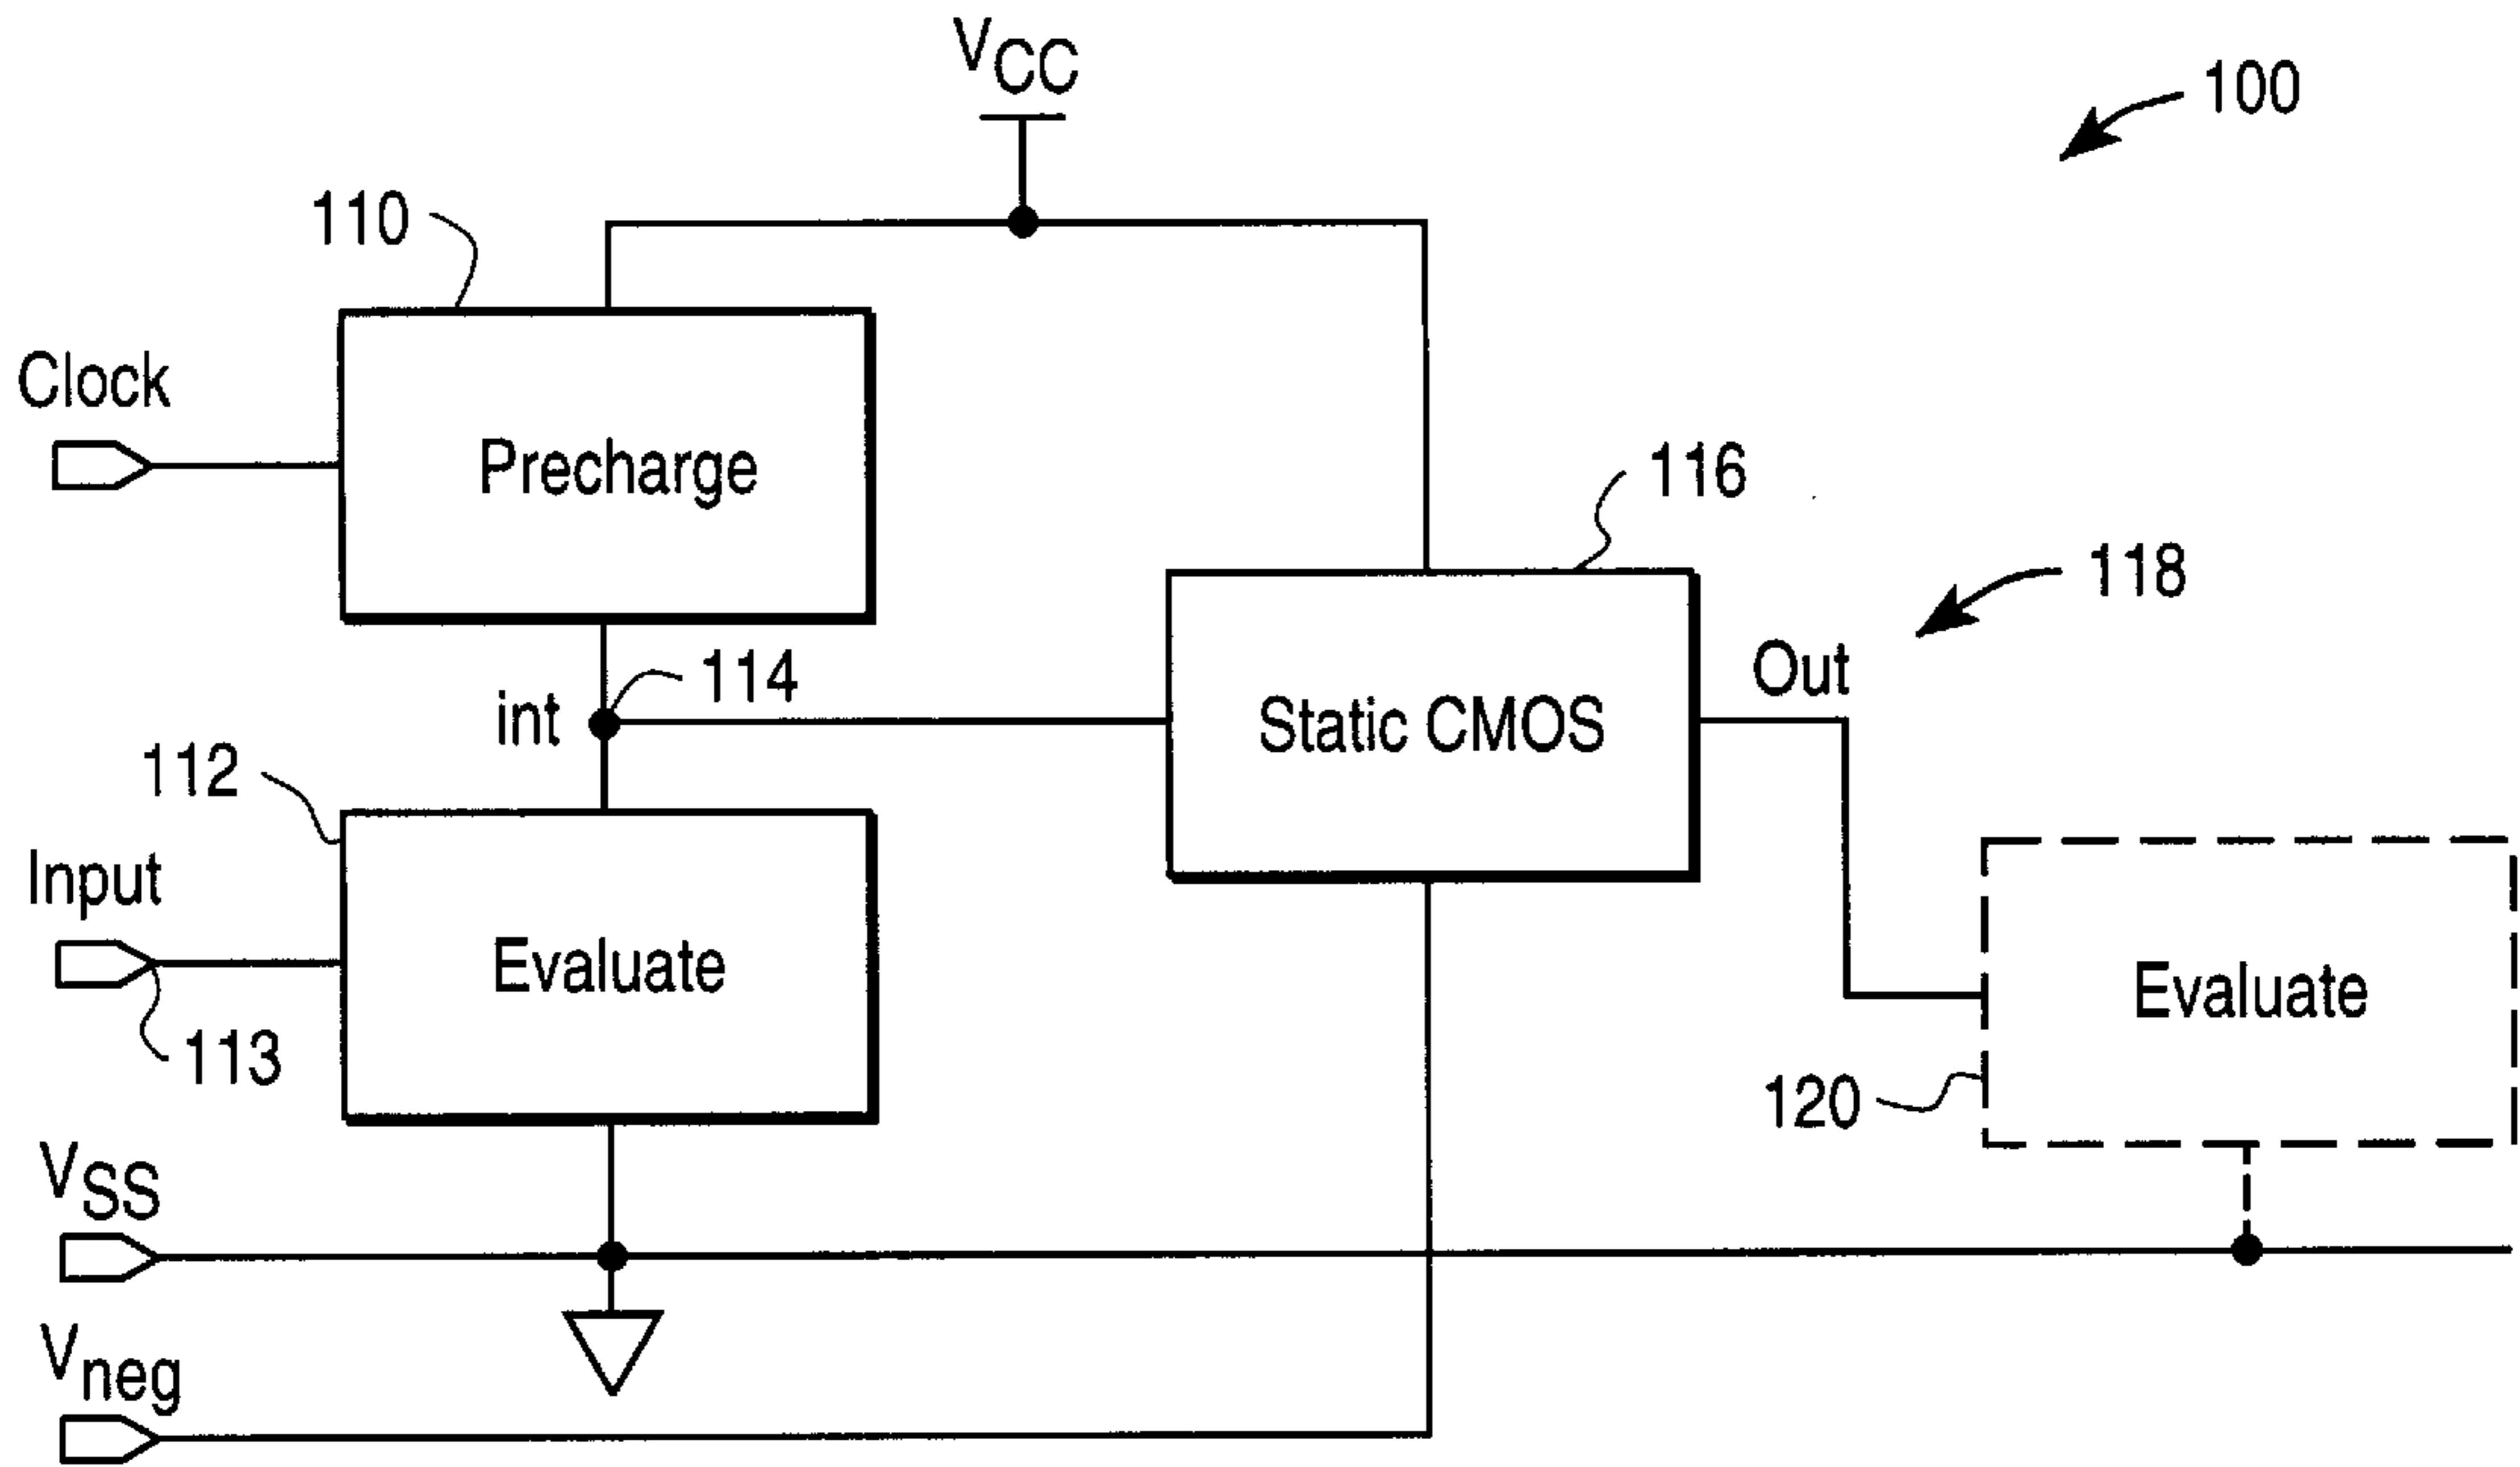 VCC
100
110
Clock
Precharge
116
118
114
Out
int
Static CMOS
112
Input
Evaluate
Evaluate
113
120
VSS
Vneg